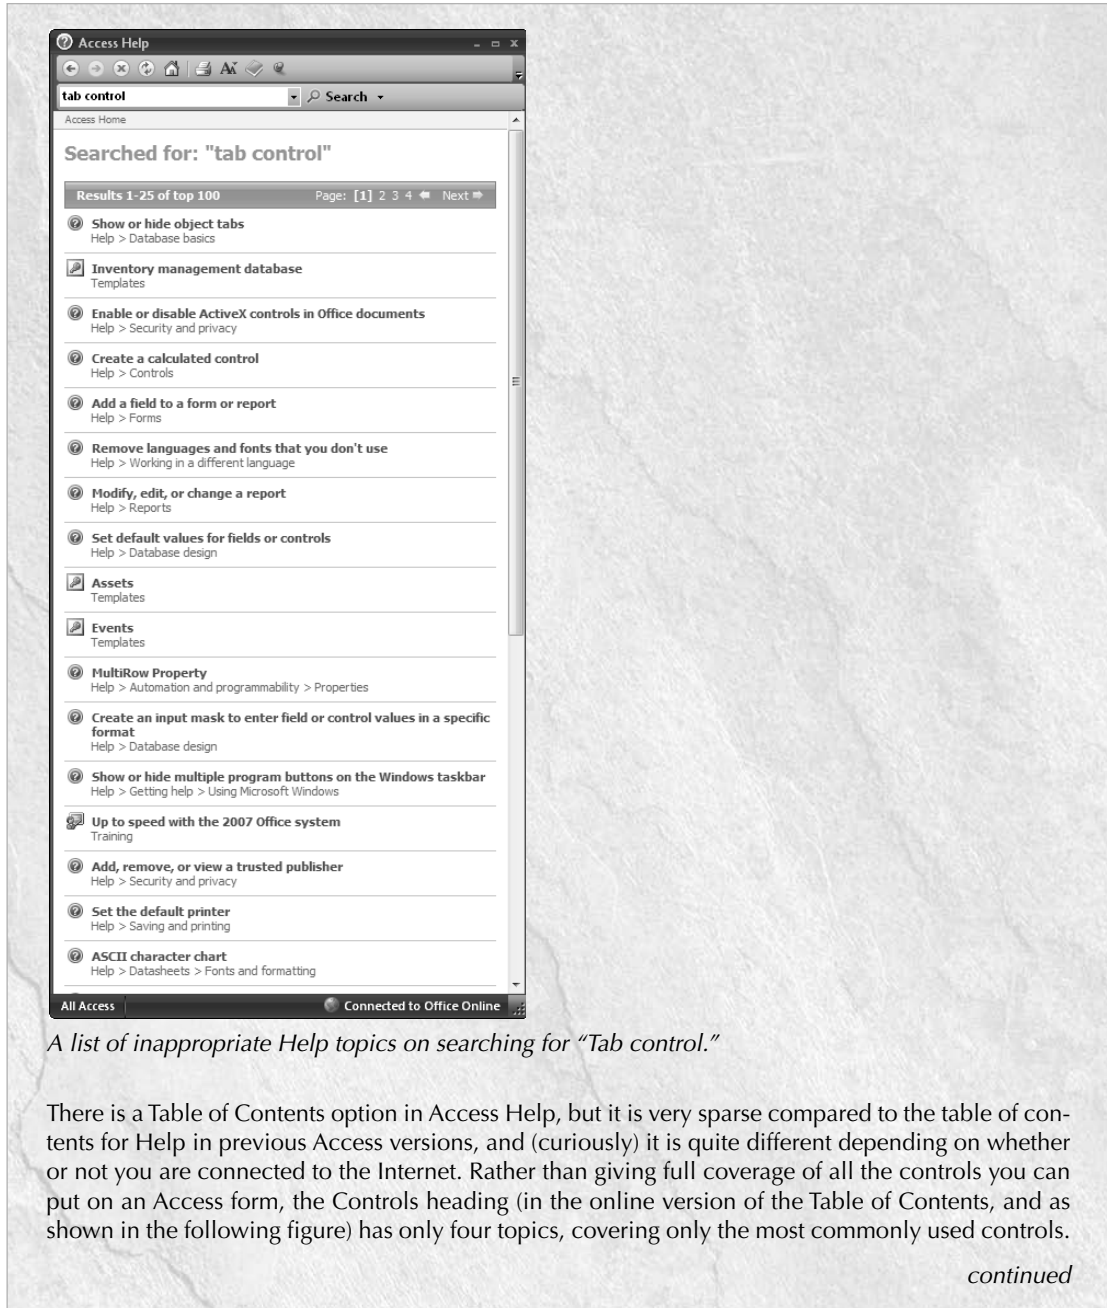 Access Help
tab control
Search
Access Home
Searched for: "tab control"
Results 1-25 of top 100 Page: [1] 2 3 4 Next
Show or hide object tabs
Help > Database basics
Inventory management database
Templates
Enable or disable ActiveX controls in Office documents
Help > Security and privacy
Create a calculated control
Help > Controls
Add a field to a form or report
Help > Forms
Remove languages and fonts that you don't use
Help > Working in a different language
Modify, edit, or change a report
Help > Reports
Set default values for fields or controls
Help > Database design
Assets
Templates
Events
Templates
MultiRow Property
Help > Automation and programmability > Properties
Create an input mask to enter field or control values in a specific
format
Help > Database design
Show or hide multiple program buttons on the Windows taskbar
Help > Getting help > Using Microsoft Windows
Up to speed with the 2007 Office system
Training
Add, remove, or view a trusted publisher
Help > Security and privacy
Set the default printer
Help > Saving and printing
ASCII character chart
Help > Datasheets > Fonts and formatting
All Access Connected to Office Online
A list of inappropriate Help topics on searching for “Tab control.”
There is a Table of Contents option in Access Help, but it is very sparse compared to the table of con-
tents for Help in previous Access versions, and (curiously) it is quite different depending on whether
or not you are connected to the Internet. Rather than giving full coverage of all the controls you can
put on an Access form, the Controls heading (in the online version of the Table of Contents, and as
shown in the following figure) has only four topics, covering only the most commonly used controls.
continued